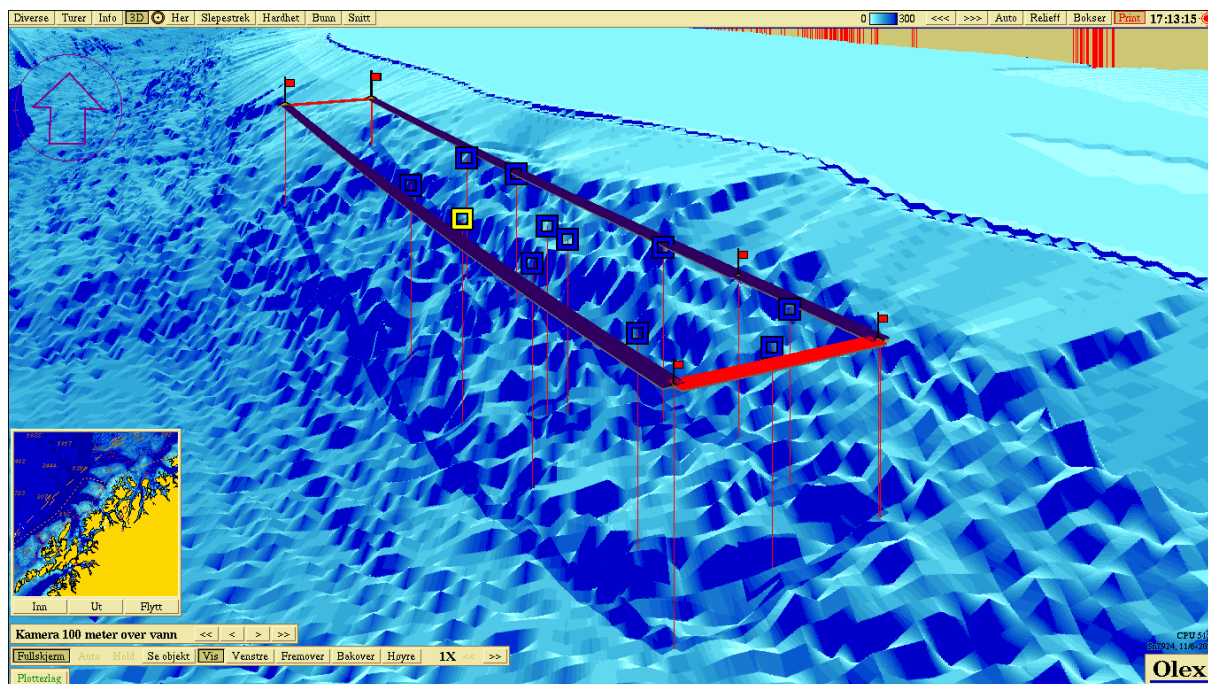 Diverse Turer Info 3D Her Slepestrek Hardhet Bunn Snitt 0 300 <<< >>> Auto Relieff Bokser Print 17:13:15
Inn Ut Flytt
Kamera 100 meter over vann << < > >>
Fullskjerm Auto Hold Se objekt Vis Venstre Fremover Bakover Høyre 1X << >>
CPU
Plotterlag
Olex